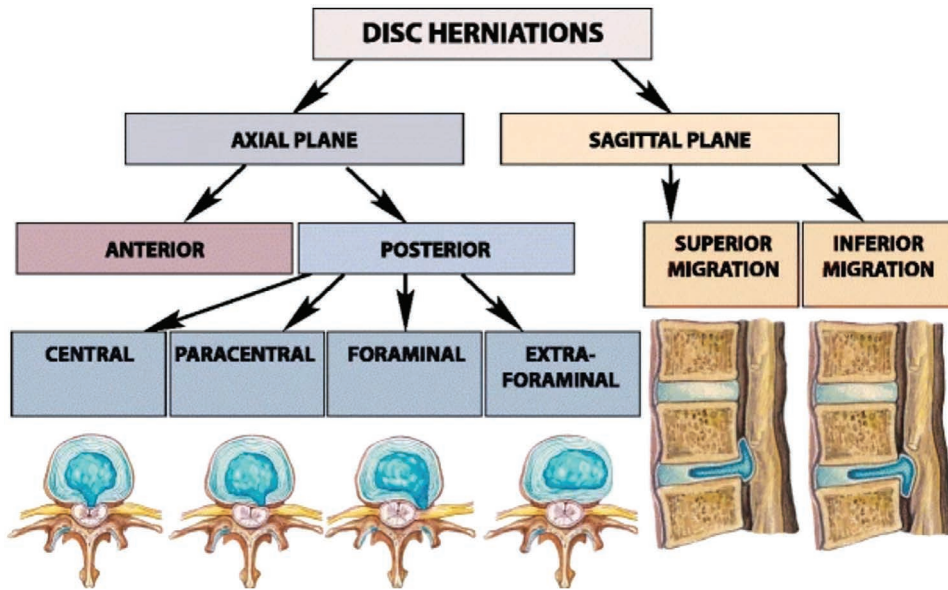 DISC HERNIATIONS
AXIAL PLANE
SAGITTAL PLANE
ANTERIOR
POSTERIOR
SUPERIOR
MIGRATION
INFERIOR
MIGRATION
CENTRAL
PARACENTRAL
FORAMINAL
EXTRA-
FORAMINAL